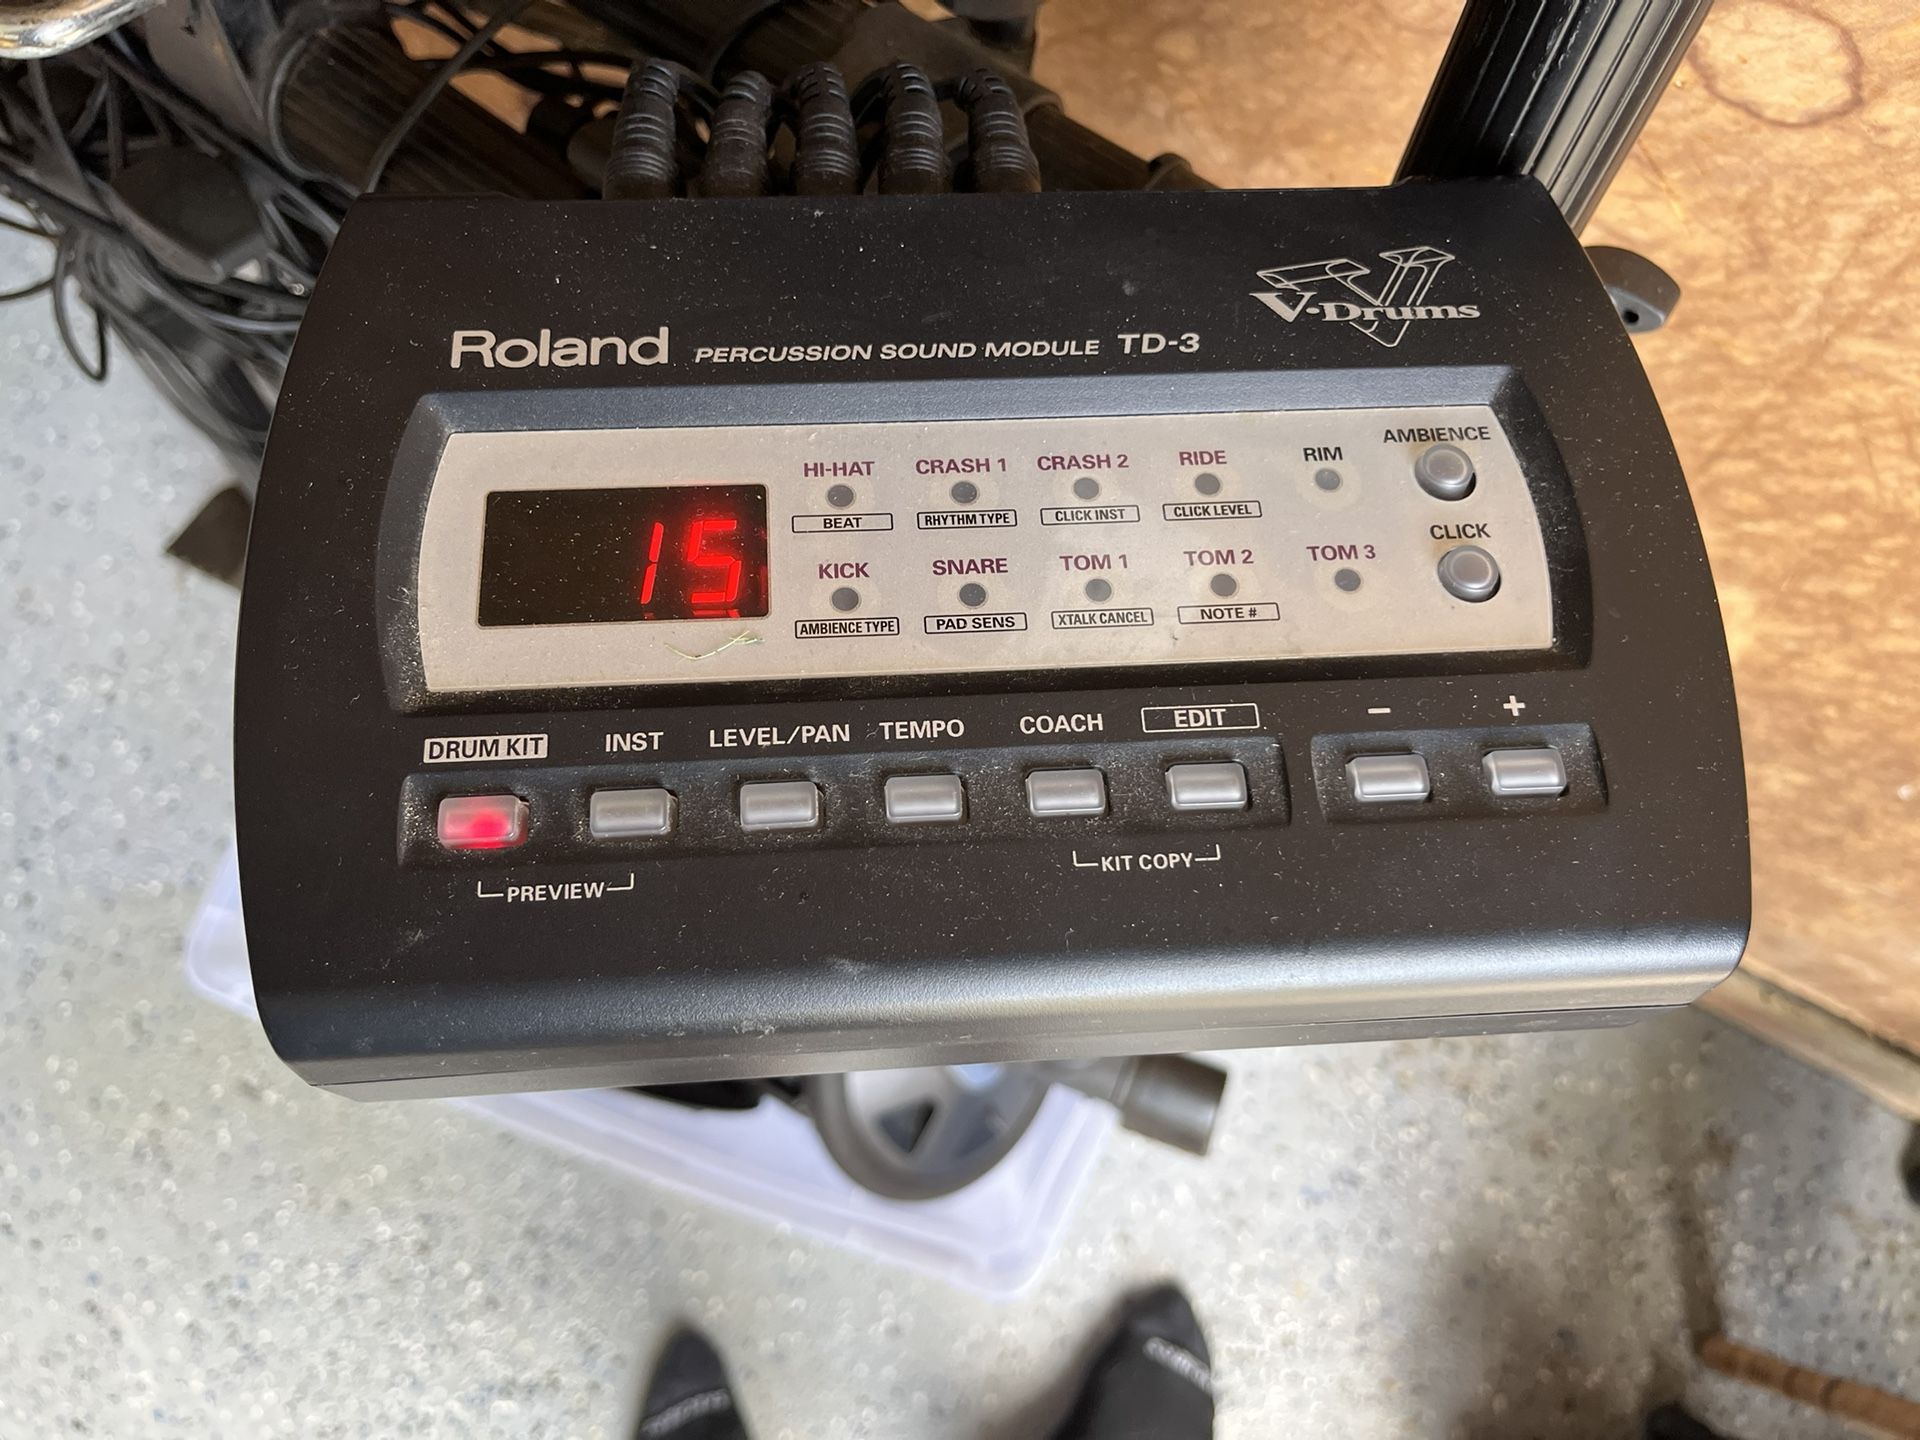 Roland PERCUSSION SOUND MODULE TD-3
V-Drums
15
HI-HAT CRASH 1 CRASH 2 RIDE RIM AMBIENCE
BEAT RHYTHM TYPE CLICK INST CLICK LEVEL
CLICK
KICK SNARE TOM 1 TOM 2 TOM 3
AMBIENCE TYPE PAD SENS XTALK CANCEL NOTE #
DRUM KIT INST LEVEL/PAN TEMPO COACH EDIT - +
PREVIEW KIT COPY